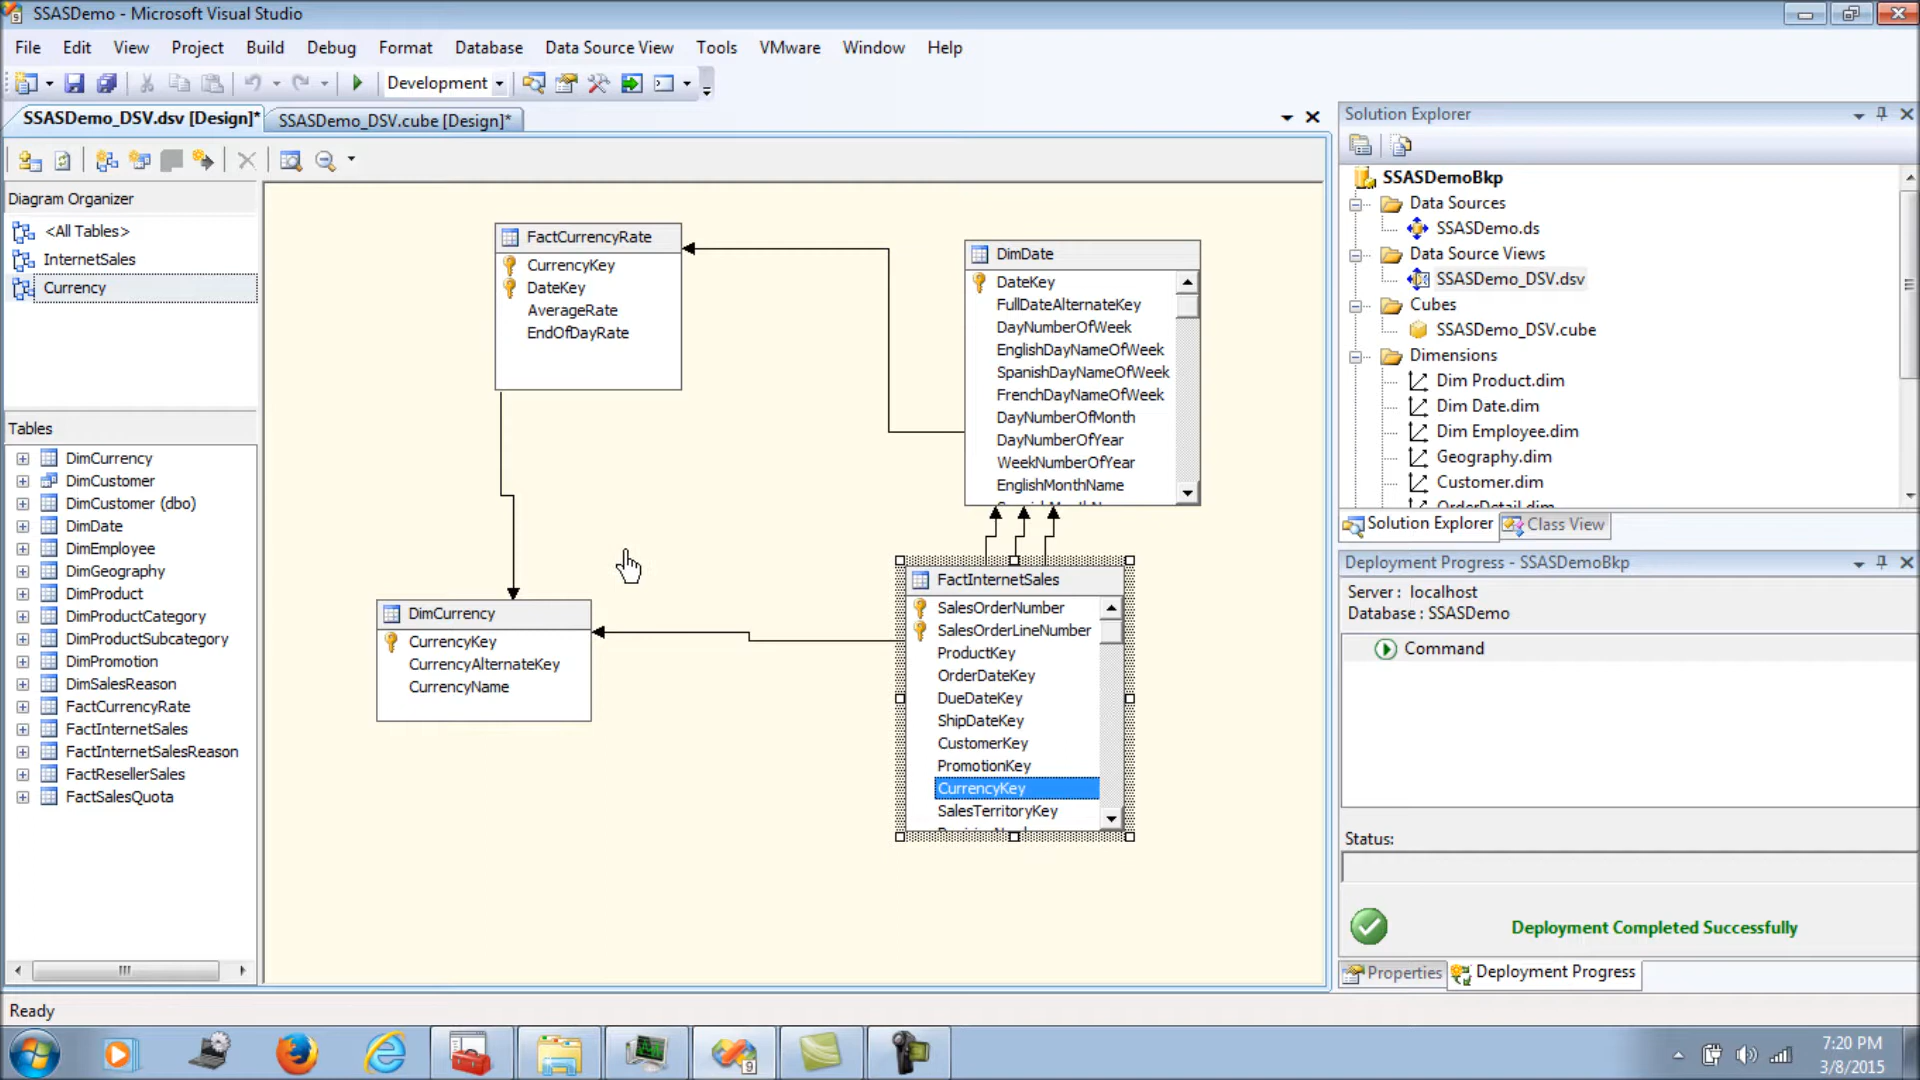 SSASDemo - Microsoft Visual Studio
File Edit View Project Build Debug Format Database Data Source View Tools VMware Window Help
Development
SSASDemo_DSV.dsv [Design]* SSASDemo_DSV.cube [Design]*
Diagram Organizer
<All Tables>
InternetSales
Currency
Tables
DimCurrency
DimCustomer
DimCustomer (dbo)
DimDate
DimEmployee
DimGeography
DimProduct
DimProductCategory
DimProductSubcategory
DimPromotion
DimSalesReason
FactCurrencyRate
FactInternetSales
FactInternetSalesReason
FactResellerSales
FactSalesQuota
FactCurrencyRate
CurrencyKey
DateKey
AverageRate
EndOfDayRate
DimDate
DateKey
FullDateAlternateKey
DayNumberOfWeek
EnglishDayNameOfWeek
SpanishDayNameOfWeek
FrenchDayNameOfWeek
DayNumberOfMonth
DayNumberOfYear
WeekNumberOfYear
EnglishMonthName
DimCurrency
CurrencyKey
CurrencyAlternateKey
CurrencyName
FactInternetSales
SalesOrderNumber
SalesOrderLineNumber
ProductKey
OrderDateKey
DueDateKey
ShipDateKey
CustomerKey
PromotionKey
CurrencyKey
SalesTerritoryKey
Solution Explorer
SSASDemoBkp
Data Sources
SSASDemo.ds
Data Source Views
SSASDemo_DSV.dsv
Cubes
SSASDemo_DSV.cube
Dimensions
Dim Product.dim
Dim Date.dim
Dim Employee.dim
Geography.dim
Customer.dim
OrderDetail.dim
Solution Explorer Class View
Deployment Progress - SSASDemoBkp
Server : localhost
Database : SSASDemo
Command
Status:
Deployment Completed Successfully
Properties Deployment Progress
Ready
7:20 PM
3/8/2015